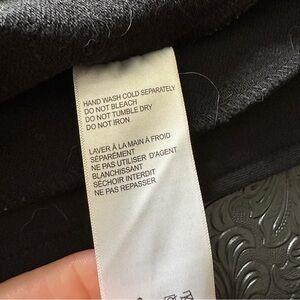 HAND WASH COLD SEPARATELY
DO NOT BLEACH
DO NOT TUMBLE DRY
DO NOT IRON
LAVER À LA MAIN À FROID
SÉPARÉMENT
NE PAS UTILISER D'AGENT
BLANCHISSANT
SÉCHOIR INTERDIT
NE PAS REPASSER